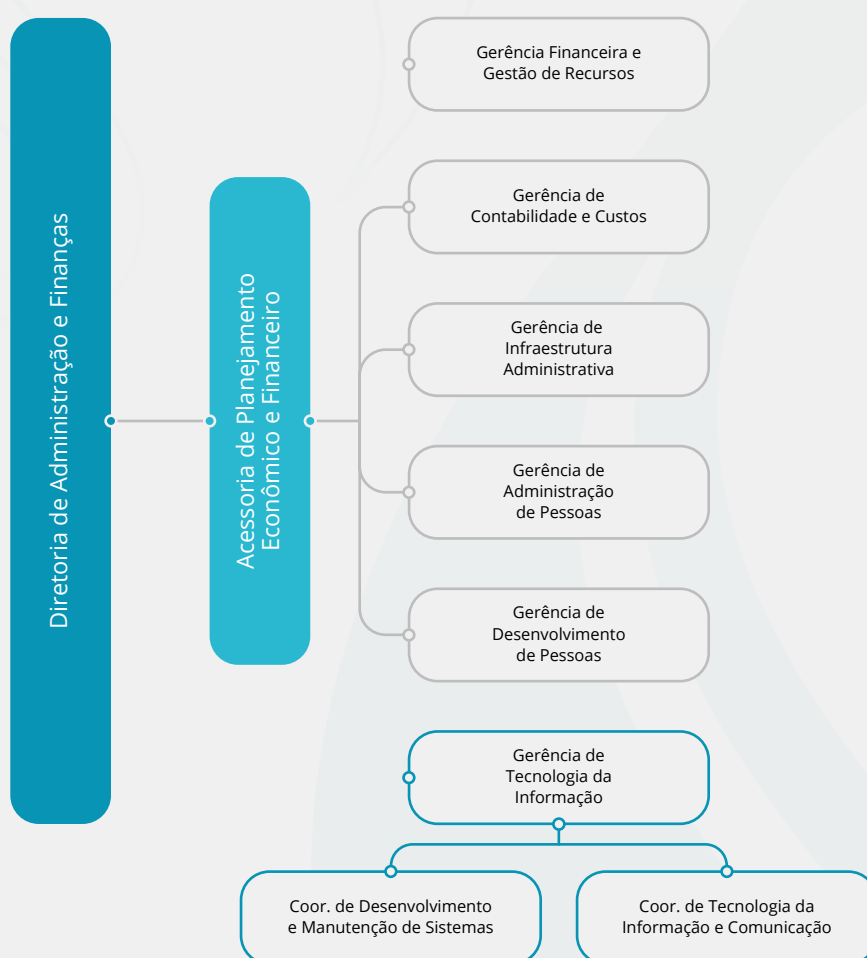 Diretoria de Administração e Finanças
Acessoria de Planejamento
Econômico e Financeiro
Gerência Financeira e
Gestão de Recursos
Gerência de
Contabilidade e Custos
Gerência de
Infraestrutura
Administrativa
Gerência de
Administração
de Pessoas
Gerência de
Desenvolvimento
de Pessoas
Gerência de
Tecnologia da
Informação
Coor. de Desenvolvimento
e Manutenção de Sistemas
Coor. de Tecnologia da
Informação e Comunicação